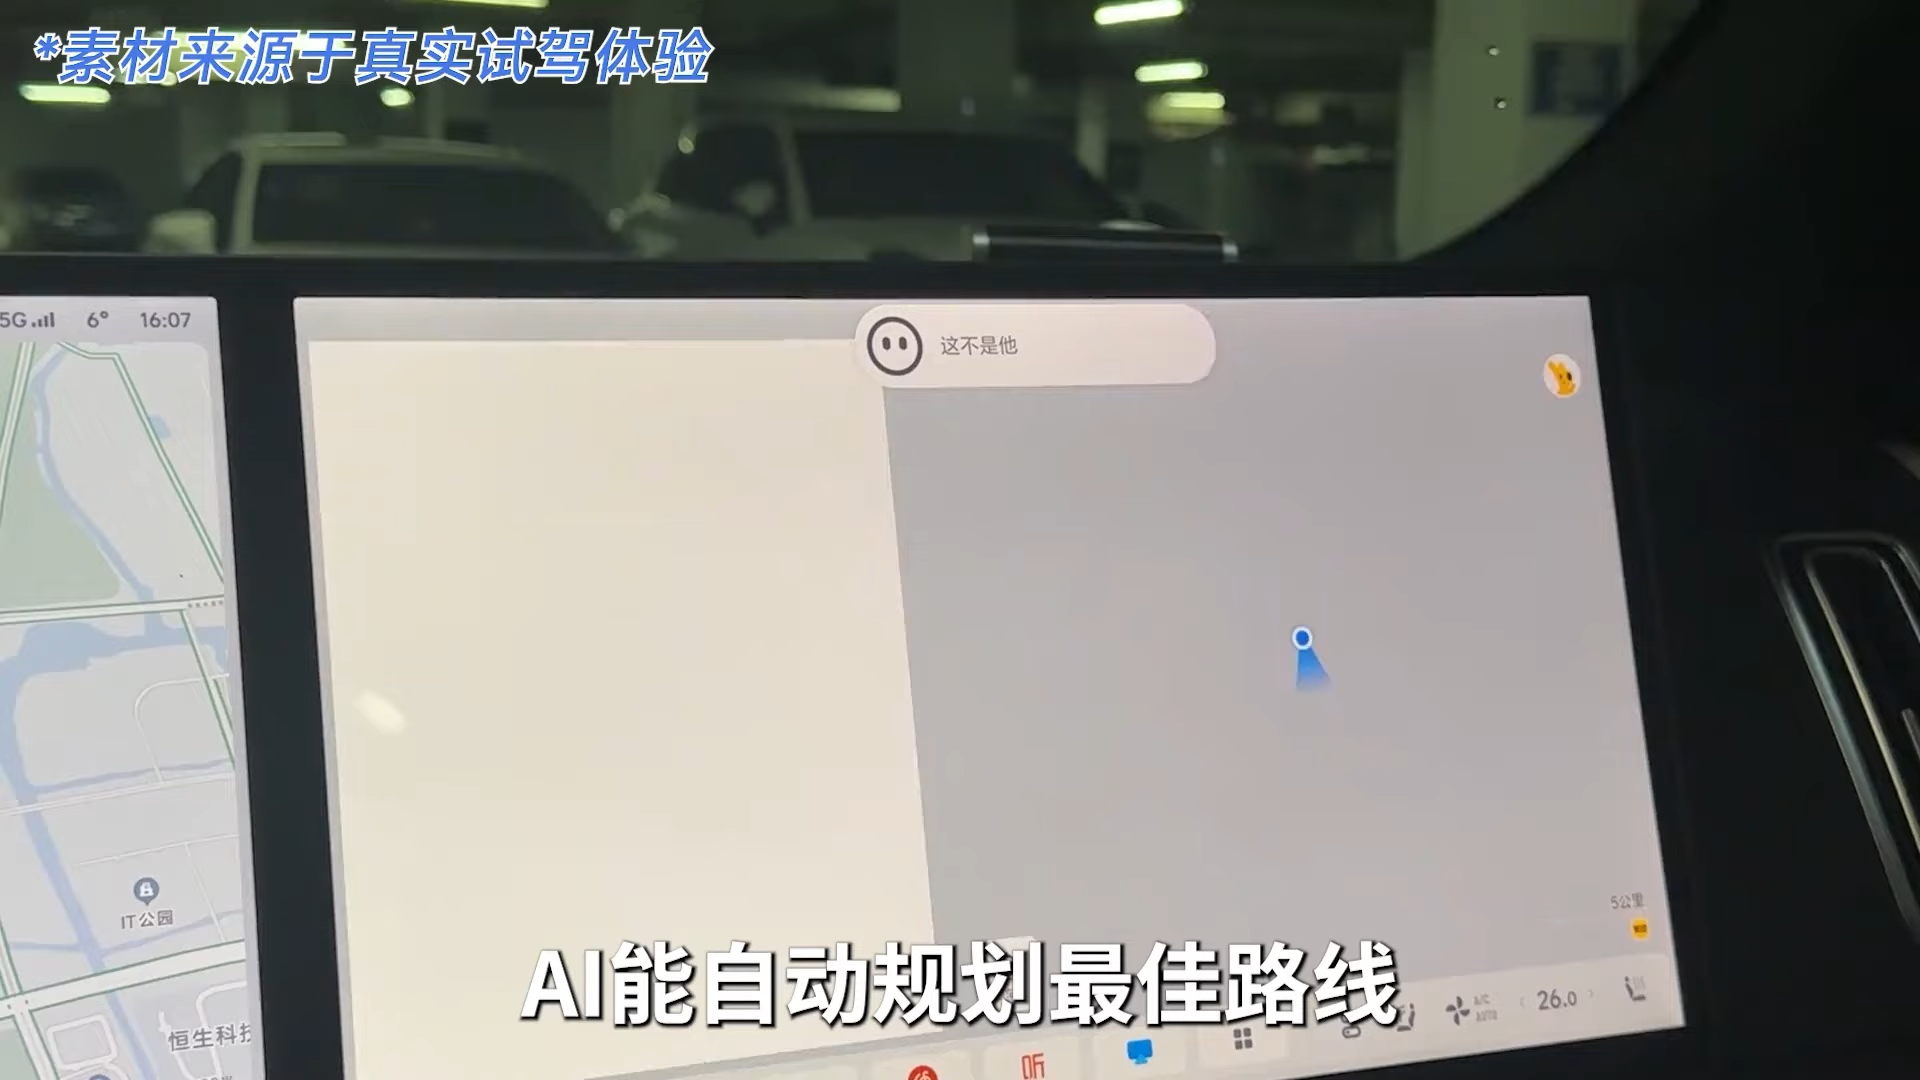 *素材来源于真实试驾体验
5G 6° 16:07
这不是他
IT公园
5公里
恒生科技
AI能自动规划最佳路线
A/C
AUTO
26.0
听